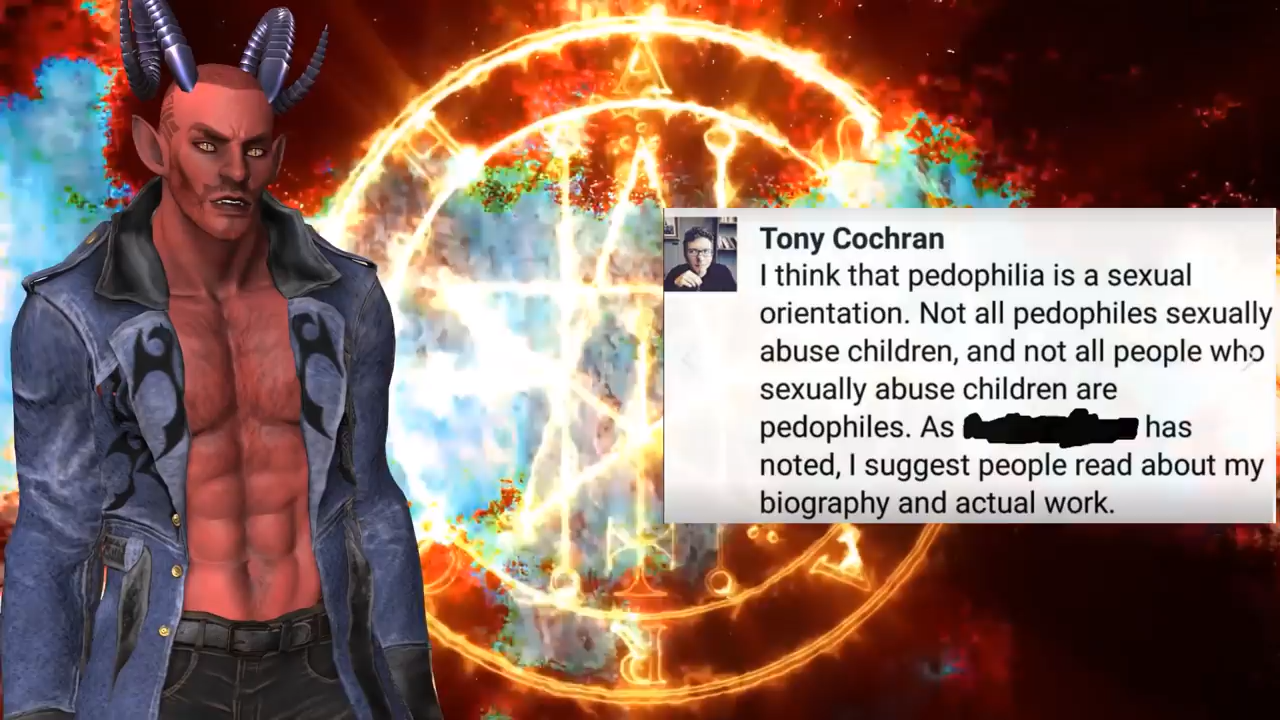 Tony Cochran
I think that pedophilia is a sexual
orientation. Not all pedophiles sexually
abuse children, and not all people who
sexually abuse children are
pedophiles. As has
noted, I suggest people read about my
biography and actual work.